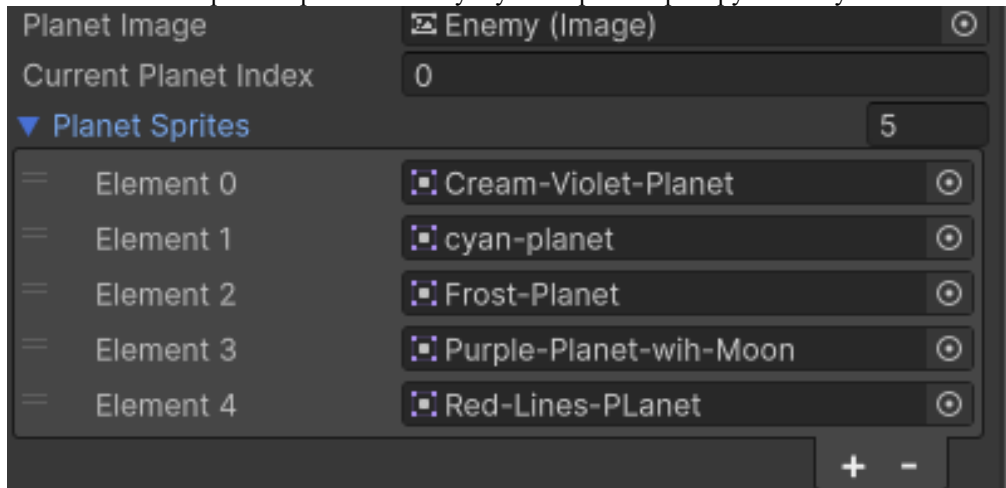 Planet Image Enemy (Image)
Current Planet Index 0
Planet Sprites 5
Element 0 Cream-Violet-Planet
Element 1 cyan-planet
Element 2 Frost-Planet
Element 3 Purple-Planet-wih-Moon
Element 4 Red-Lines-PLanet
+ -